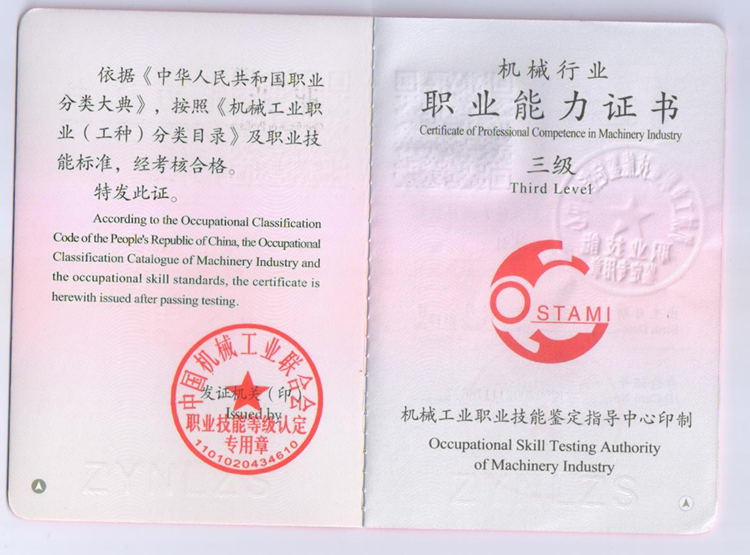 依据《中华人民共和国职业
分类大典》，按照《机械工业职
业（工种）分类目录》及职业技
能标准，经考核合格。
特发此证。
According to the Occupational Classification
Code of the People's Republic of China, the Occupational
Classification Catalogue of Machinery Industry and
the occupational skill standards, the certificate is
herewith issued after passing testing.
中国机械工业联合会
发证机关（印）
Issued by
职业技能等级认定
专用章
1101020434610
ZYNLZS
机械行业
职业能力证书
Certificate of Professional Competence in Machinery Industry
三级
Third Level
OSTAMI
机械工业职业技能鉴定指导中心印制
Occupational Skill Testing Authority
of Machinery Industry
ZYNLZS